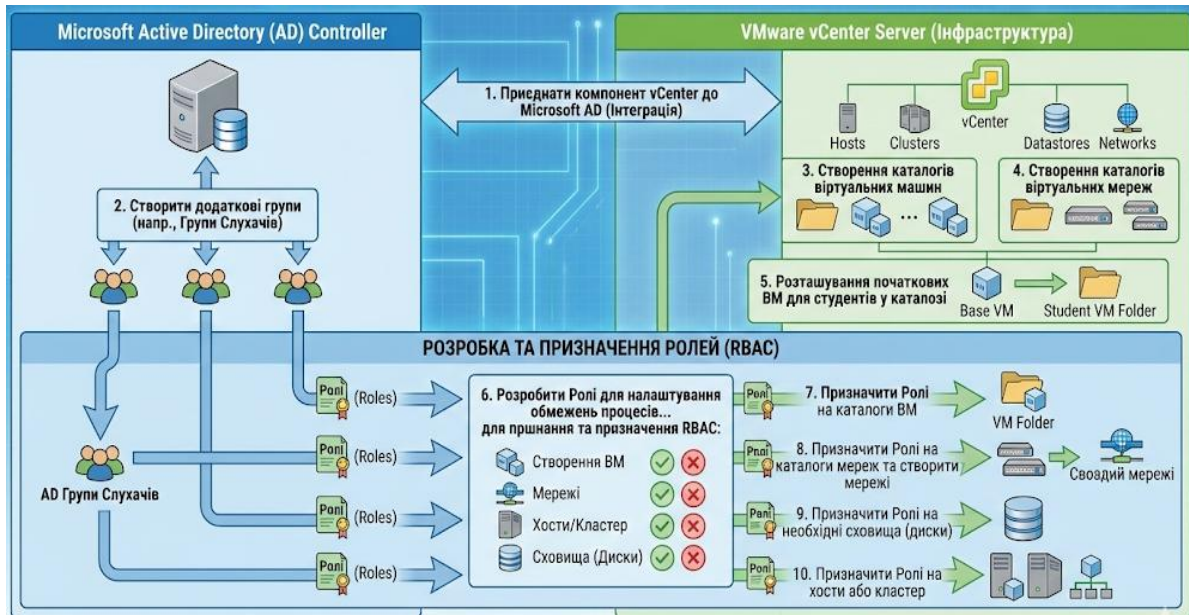 Microsoft Active Directory (AD) Controller
VMware vCenter Server (Інфраструктура)
1. Приєднати компонент vCenter до
Microsoft AD (Інтеграція)
vCenter
Hosts
Clusters
Datastores
Networks
2. Створити додаткові групи
(напр., Групи Слухачів)
3. Створення каталогів
віртуальних машин
...
4. Створення каталогів
віртуальних мереж
5. Розташування початкових
ВМ для студентів у каталозі
Base VM
Student VM Folder
РОЗРОБКА ТА ПРИЗНАЧЕННЯ РОЛЕЙ (RBAC)
AD Групи Слухачів
Ролі (Roles)
Ролі (Roles)
Ролі (Roles)
Ролі (Roles)
6. Розробити Ролі для налаштування
обмежень процесів...
для пршнання та призначення RBAC:
Створення ВМ
Мережі
Хости/Кластер
Сховища (Диски)
Ролі
7. Призначити Ролі
на каталоги ВМ
VM Folder
Ролі
8. Призначити Ролі на
каталоги мереж та створити
мережі
Своадий мережі
Ролі
9. Призначити Ролі на
необхідні сховища (диски)
Ролі
10. Призначити Ролі на
хости або кластер